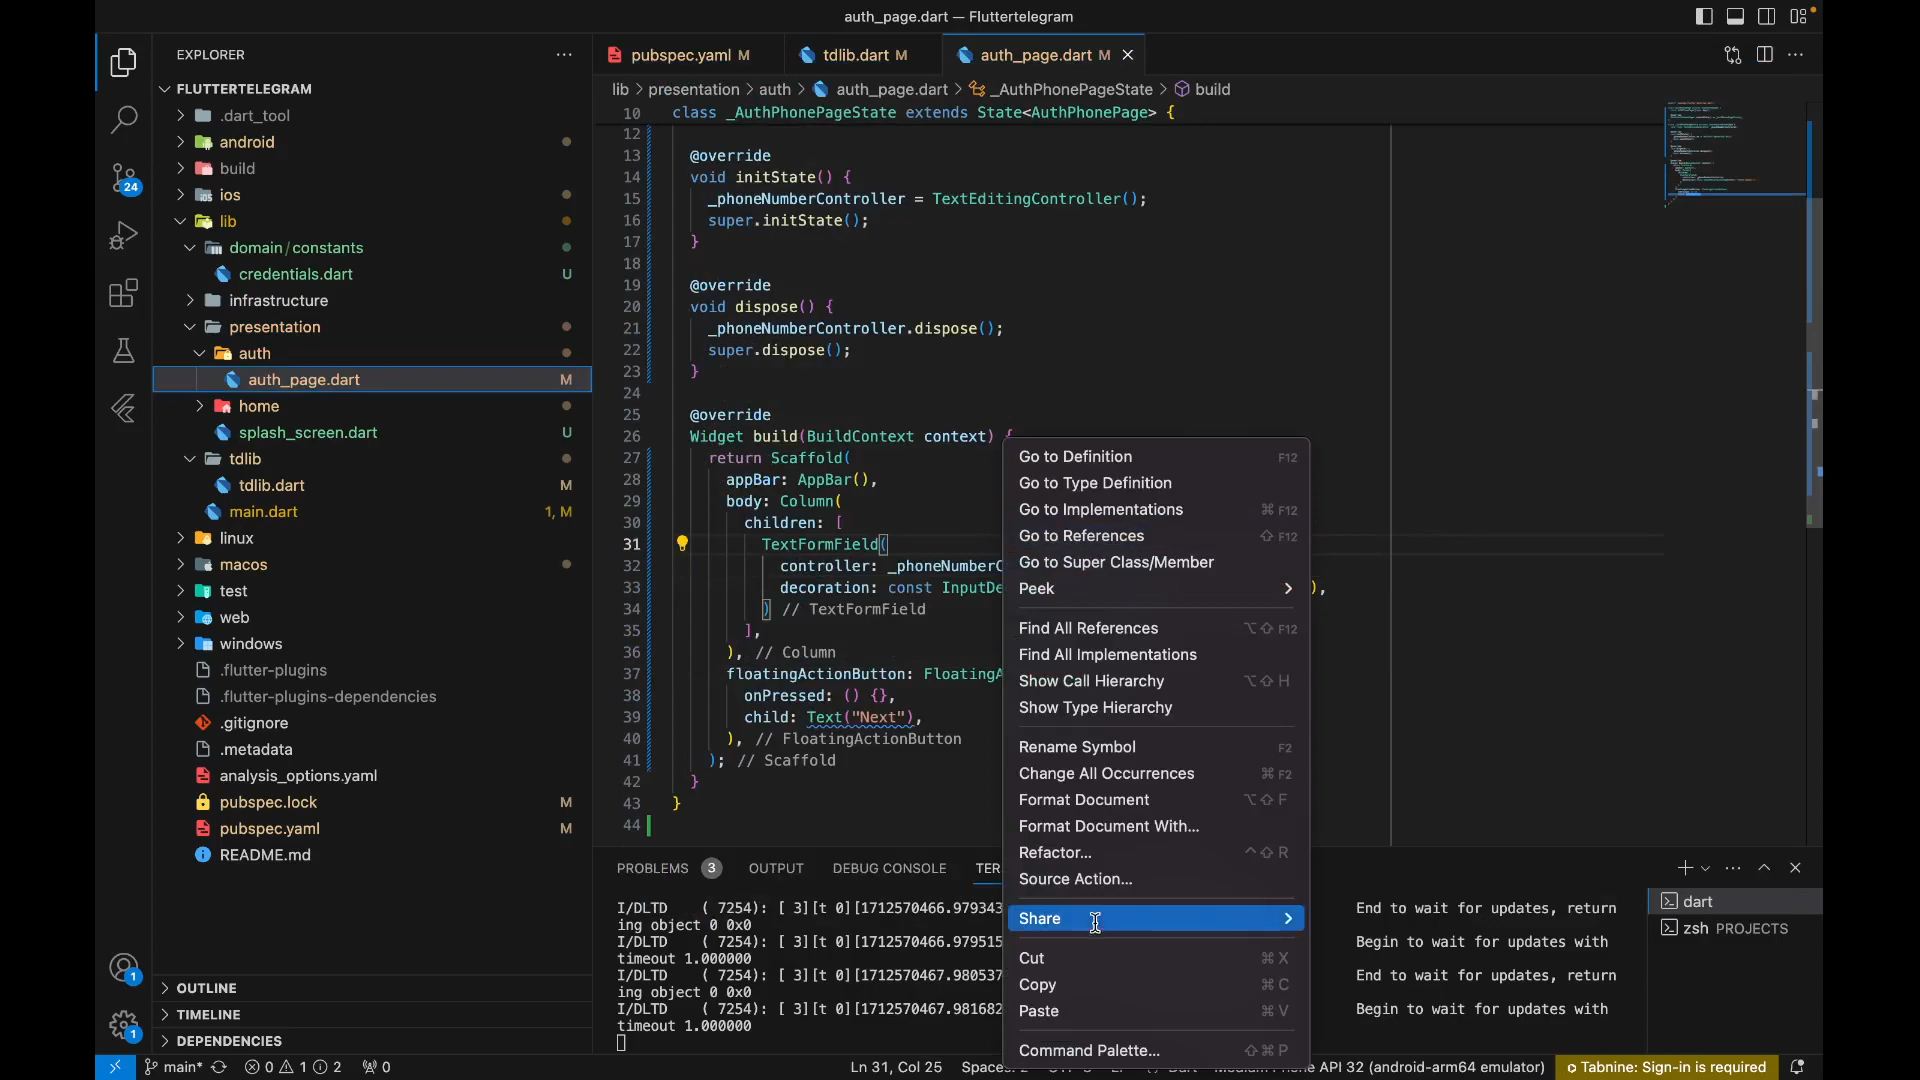 auth_page.dart — Fluttertelegram
EXPLORER
FLUTTERTELEGRAM
.dart_tool
android
build
ios
lib
domain/constants
credentials.dart U
infrastructure
presentation
auth
auth_page.dart M
home
splash_screen.dart U
tdlib
tdlib.dart M
main.dart 1, M
linux
macos
test
web
windows
.flutter-plugins
.flutter-plugins-dependencies
.gitignore
.metadata
analysis_options.yaml
pubspec.lock M
pubspec.yaml M
README.md
OUTLINE
TIMELINE
DEPENDENCIES
24
1
1
pubspec.yaml M
tdlib.dart M
auth_page.dart M
lib > presentation > auth > auth_page.dart > _AuthPhonePageState > build
10 class _AuthPhonePageState extends State<AuthPhonePage> {
12
13 @override
14 void initState() {
15 _phoneNumberController = TextEditingController();
16 super.initState();
17 }
18
19 @override
20 void dispose() {
21 _phoneNumberController.dispose();
22 super.dispose();
23 }
24
25 @override
26 Widget build(BuildContext context) {
27 return Scaffold(
28 appBar: AppBar(),
29 body: Column(
30 children: [
31 TextFormField(
32 controller: _phoneNumberC
33 decoration: const InputDe ),
34 ) // TextFormField
35 ],
36 ), // Column
37 floatingActionButton: FloatingA
38 onPressed: () {},
39 child: Text("Next"),
40 ), // FloatingActionButton
41 ); // Scaffold
42 }
43 }
44
Go to Definition F12
Go to Type Definition
Go to Implementations ⌘ F12
Go to References ⇧ F12
Go to Super Class/Member
Peek
Find All References ⌥⇧ F12
Find All Implementations
Show Call Hierarchy ⌥⇧ H
Show Type Hierarchy
Rename Symbol F2
Change All Occurrences ⌘ F2
Format Document ⌥⇧ F
Format Document With...
Refactor... ^⇧ R
Source Action...
Share
Cut ⌘ X
Copy ⌘ C
Paste ⌘ V
Command Palette... ⇧⌘ P
PROBLEMS 3 OUTPUT DEBUG CONSOLE TER
I/DLTD ( 7254): [ 3][t 0][1712570466.979343 End to wait for updates, return
ing object 0 0x0
I/DLTD ( 7254): [ 3][t 0][1712570466.979515 Begin to wait for updates with
timeout 1.000000
I/DLTD ( 7254): [ 3][t 0][1712570467.980537 End to wait for updates, return
ing object 0 0x0
I/DLTD ( 7254): [ 3][t 0][1712570467.981682 Begin to wait for updates with
timeout 1.000000
dart
zsh PROJECTS
main* 0 1 2 0 Ln 31, Col 25 API 32 (android-arm64 emulator) Tabnine: Sign-in is required